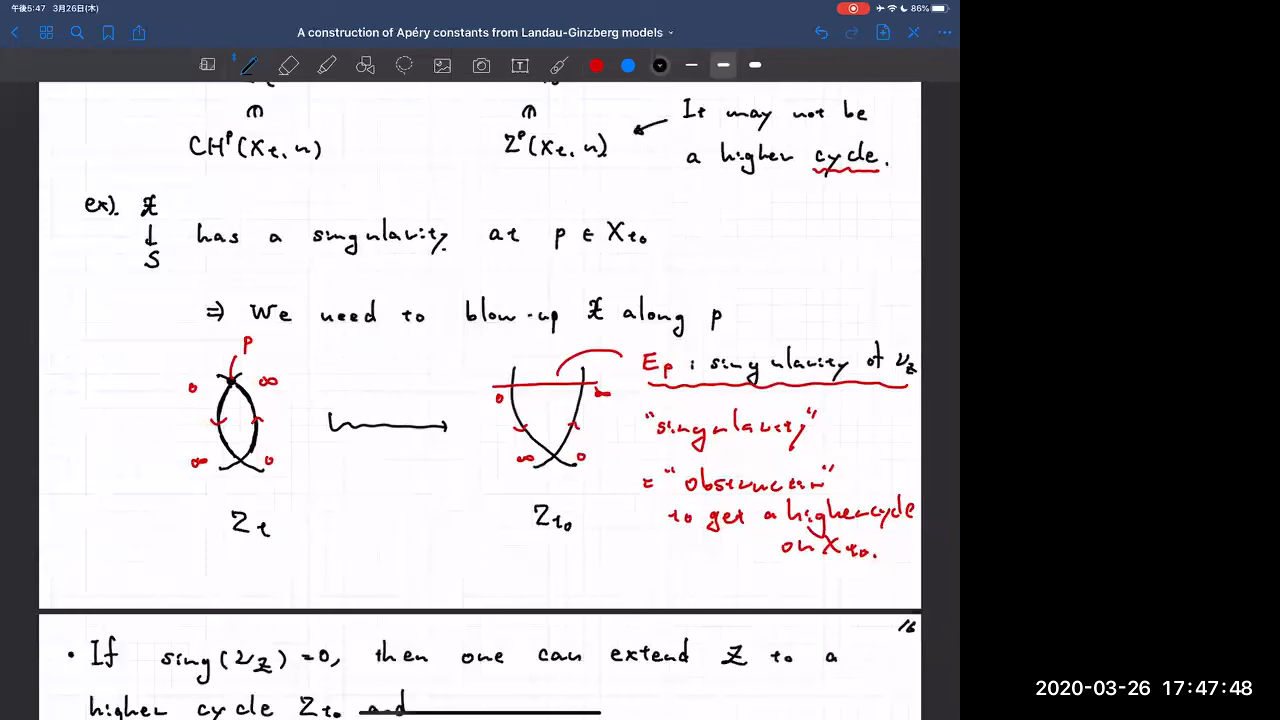 午後5:47 3月26日(木)
86%
A construction of Apéry constants from Landau-Ginzberg models
∩ ∩
CH^p(X_t, n) Z^p(X_t, n)
It may not be
a higher cycle.
ex). 𝒳
↓ has a singularity at p ∈ X_{t_0}
S
⇒ We need to blow-up 𝒳 along p
P
0 ∞
∞ 0
Z_t
0 ∞
∞ 0
Z_{t_0}
E_p : singularity of ν_Z
"singularity"
= "obstruction"
to get a higher cycle
on X_{t_0}.
16
• If sing(ν_Z) = 0, then one can extend Z to a
higher cycle Z_{t_0} and
2020-03-26 17:47:48